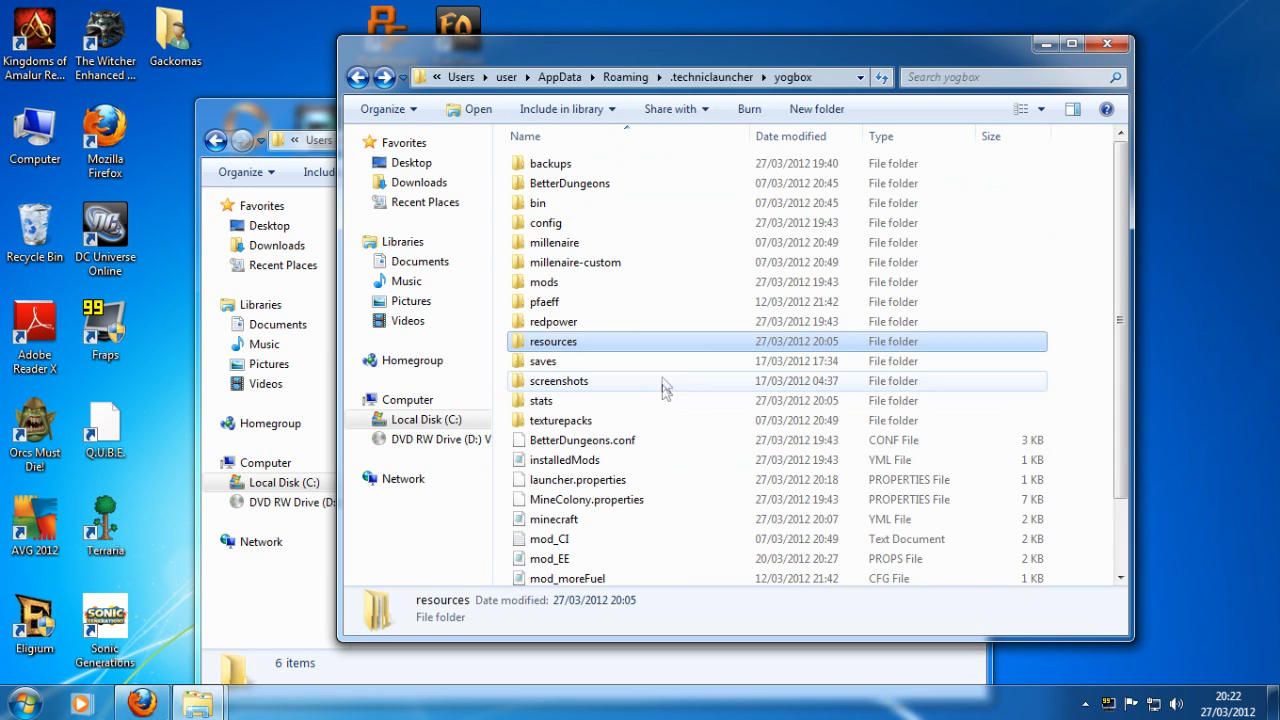 Kingdoms of Amalur Re...
The Witcher Enhanced ...
Gackomas
Computer
Mozilla Firefox
Recycle Bin
DC Universe Online
99
Adobe Reader X
Fraps
Orcs Must Die!
Q.U.B.E.
AVG 2012
Terraria
Eligium
SONIC GENERATIONS
Sonic Generations
« Users
Organize
Includ
Favorites
Desktop
Downloads
Recent Places
Libraries
Documents
Music
Pictures
Videos
Homegroup
Computer
Local Disk (C:)
DVD RW Drive (D:
Network
6 items
« Users user AppData Roaming .techniclauncher yogbox
Search yogbox
Organize Open Include in library Share with Burn New folder
Favorites
Desktop
Downloads
Recent Places
Libraries
Documents
Music
Pictures
Videos
Homegroup
Computer
Local Disk (C:)
DVD RW Drive (D:) V
Network
Name Date modified Type Size
backups 27/03/2012 19:40 File folder
BetterDungeons 07/03/2012 20:45 File folder
bin 07/03/2012 20:45 File folder
config 27/03/2012 19:43 File folder
millenaire 07/03/2012 20:49 File folder
millenaire-custom 07/03/2012 20:49 File folder
mods 27/03/2012 19:43 File folder
pfaeff 12/03/2012 21:42 File folder
redpower 27/03/2012 19:43 File folder
resources 27/03/2012 20:05 File folder
saves 17/03/2012 17:34 File folder
screenshots 17/03/2012 04:37 File folder
stats 27/03/2012 20:05 File folder
texturepacks 07/03/2012 20:49 File folder
BetterDungeons.conf 27/03/2012 19:43 CONF File 3 KB
installedMods 27/03/2012 19:43 YML File 1 KB
launcher.properties 27/03/2012 20:18 PROPERTIES File 1 KB
MineColony.properties 27/03/2012 19:43 PROPERTIES File 7 KB
minecraft 27/03/2012 20:07 YML File 2 KB
mod_CI 07/03/2012 20:49 Text Document 2 KB
mod_EE 20/03/2012 20:27 PROPS File 2 KB
mod_moreFuel 12/03/2012 21:42 CFG File 1 KB
resources Date modified: 27/03/2012 20:05
File folder
20:22
27/03/2012